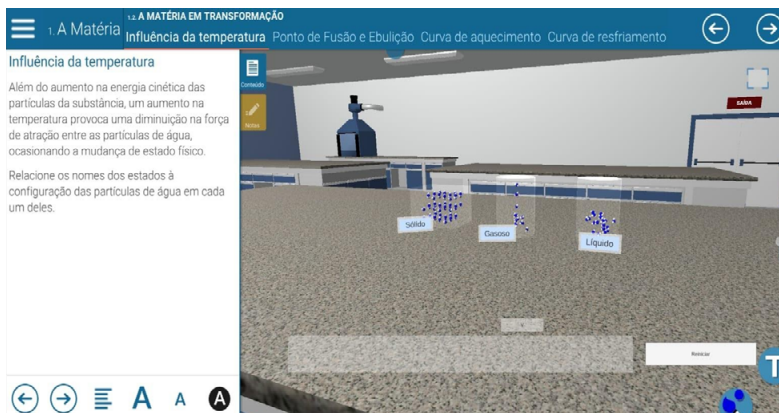 1. A Matéria
1.2. A MATÉRIA EM TRANSFORMAÇÃO
Influência da temperatura Ponto de Fusão e Ebulição Curva de aquecimento Curva de resfriamento
Influência da temperatura
Além do aumento na energia cinética das
partículas da substância, um aumento na
temperatura provoca uma diminuição na força
de atração entre as partículas de água,
ocasionando a mudança de estado físico.
Relacione os nomes dos estados à
configuração das partículas de água em cada
um deles.
Conteúdo
Notas
SAÍDA
Sólido
Gasoso
Líquido
Reiniciar
A A A
T